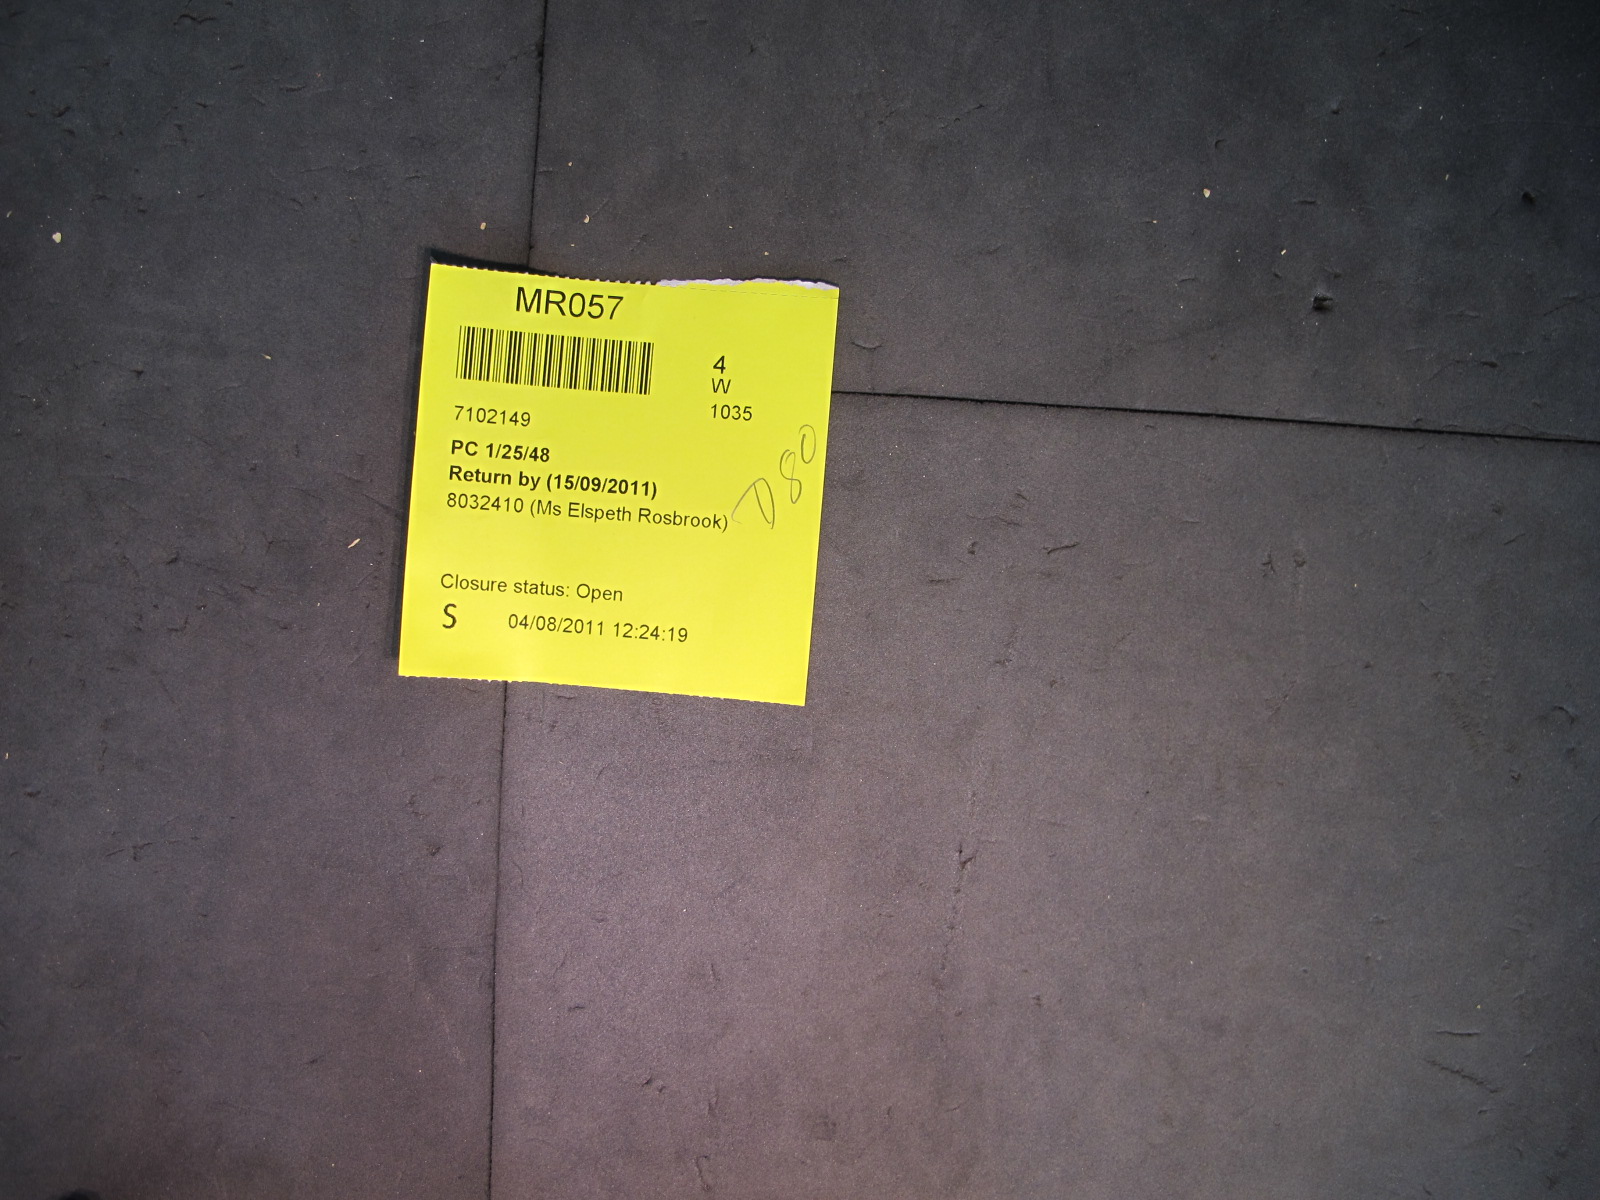 MR057
4
W
1035
7102149
PC 1/25/48
Return by (15/09/2011)
8032410 (Ms Elspeth Rosbrook)
D80
Closure status: Open
S 04/08/2011 12:24:19